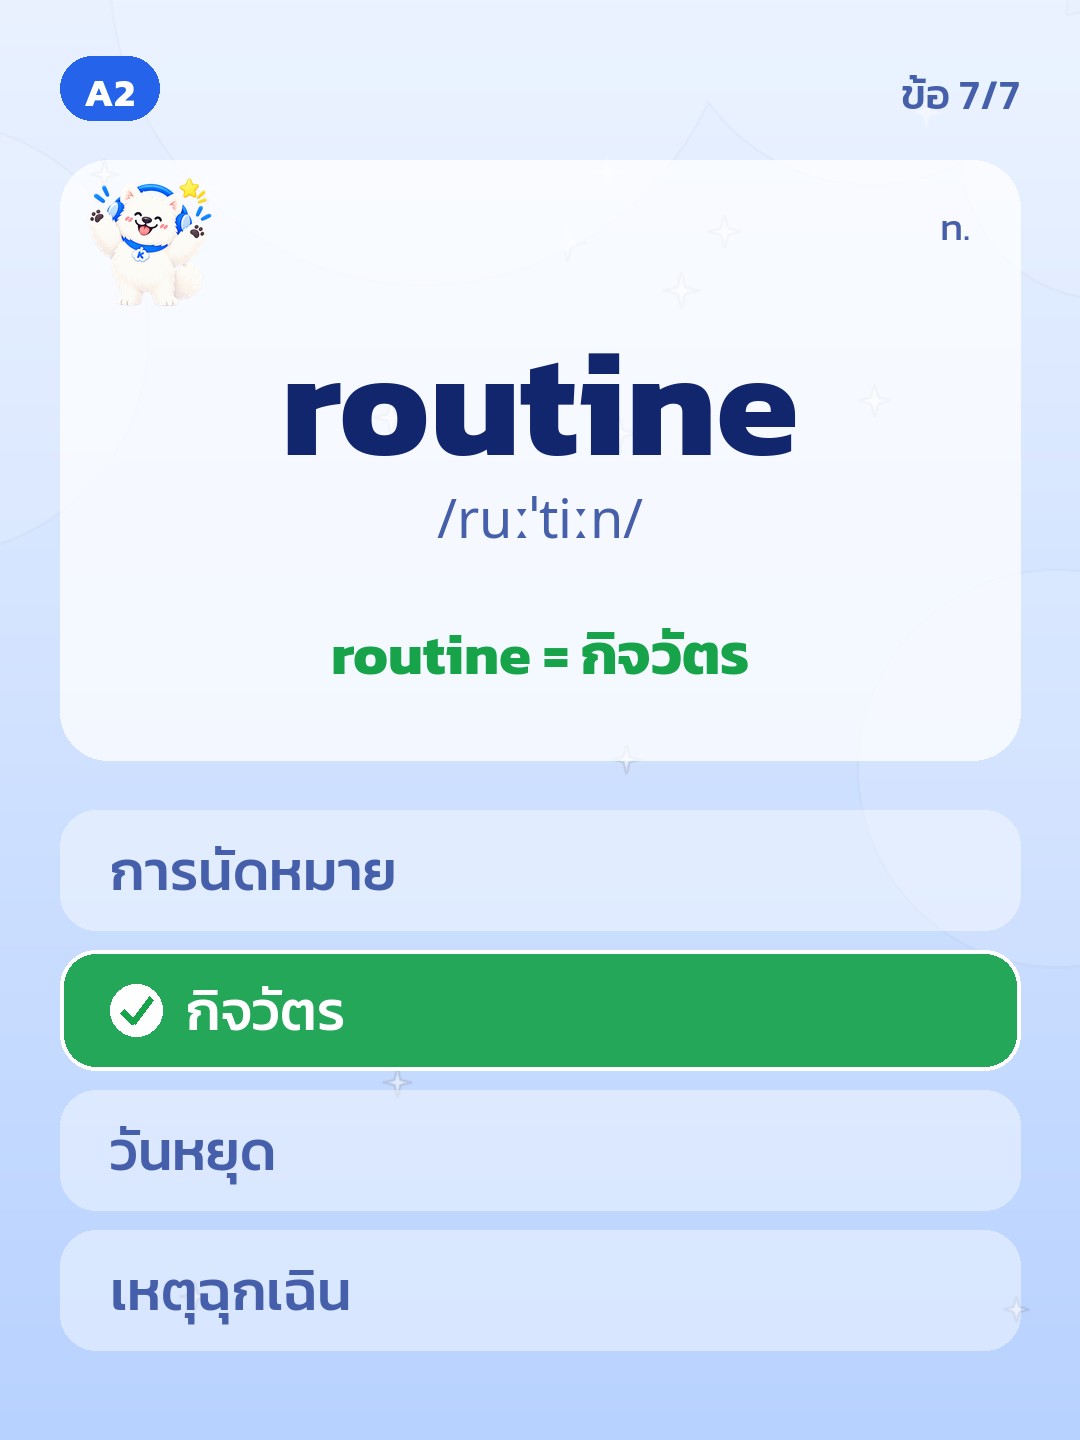 A2
ข้อ 7/7
K
n.
routine
/ruːˈtiːn/
routine = กิจวัตร
การนัดหมาย
กิจวัตร
วันหยุด
เหตุฉุกเฉิน